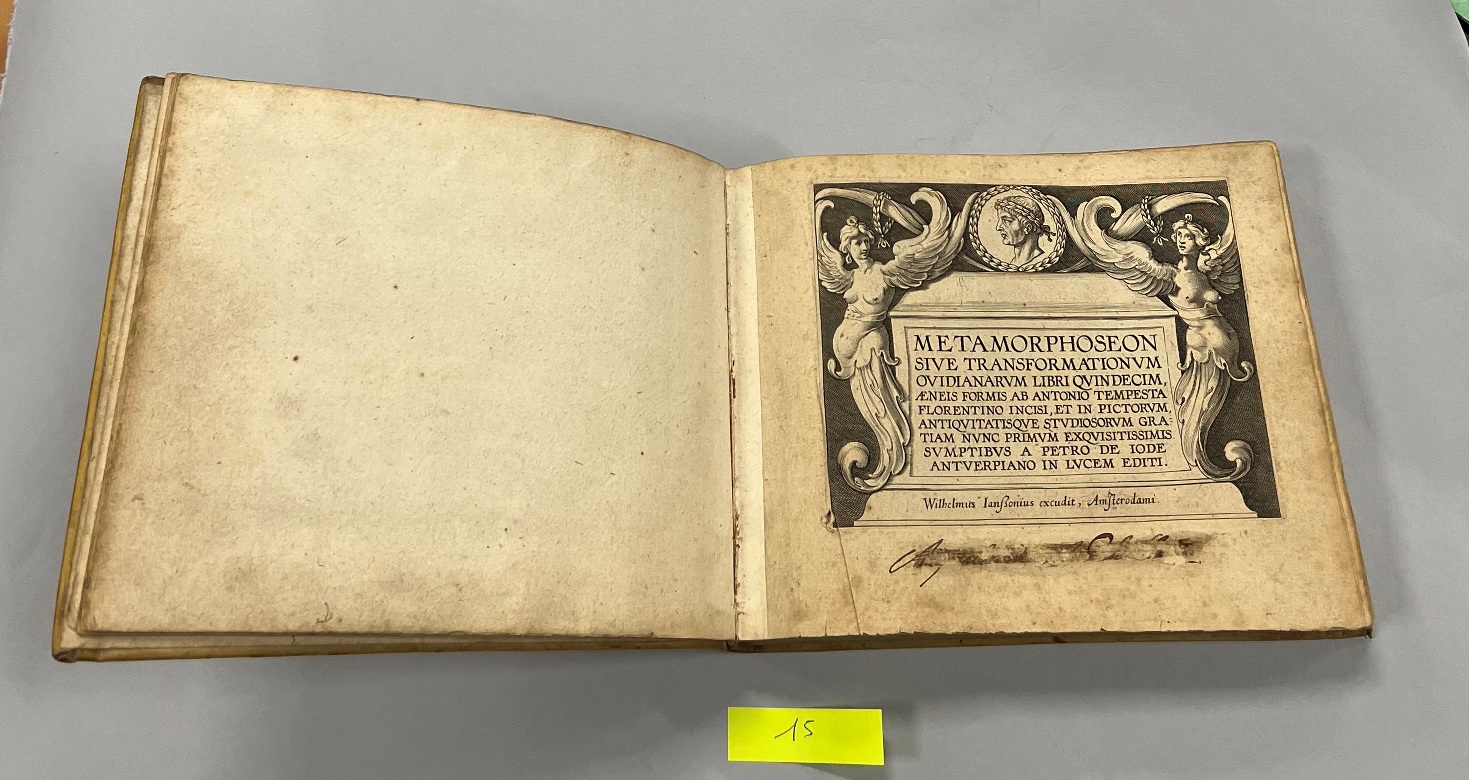 METAMORPHOSEON
SIVE TRANSFORMATIONVM
OVIDIANARVM LIBRI QVINDECIM,
ÆNEIS FORMIS AB ANTONIO TEMPESTA
FLORENTINO INCISI, ET IN PICTORVM,
ANTIQVITATISQVE STVDIOSORVM GRA⸗
TIAM NVNC PRIMVM EXQVISITISSIMIS
SVMPTIBVS A PETRO DE IODE
ANTVERPIANO IN LVCEM EDITI.
Wilhelmus Ianſsonius excudit, Amſterodami.
15